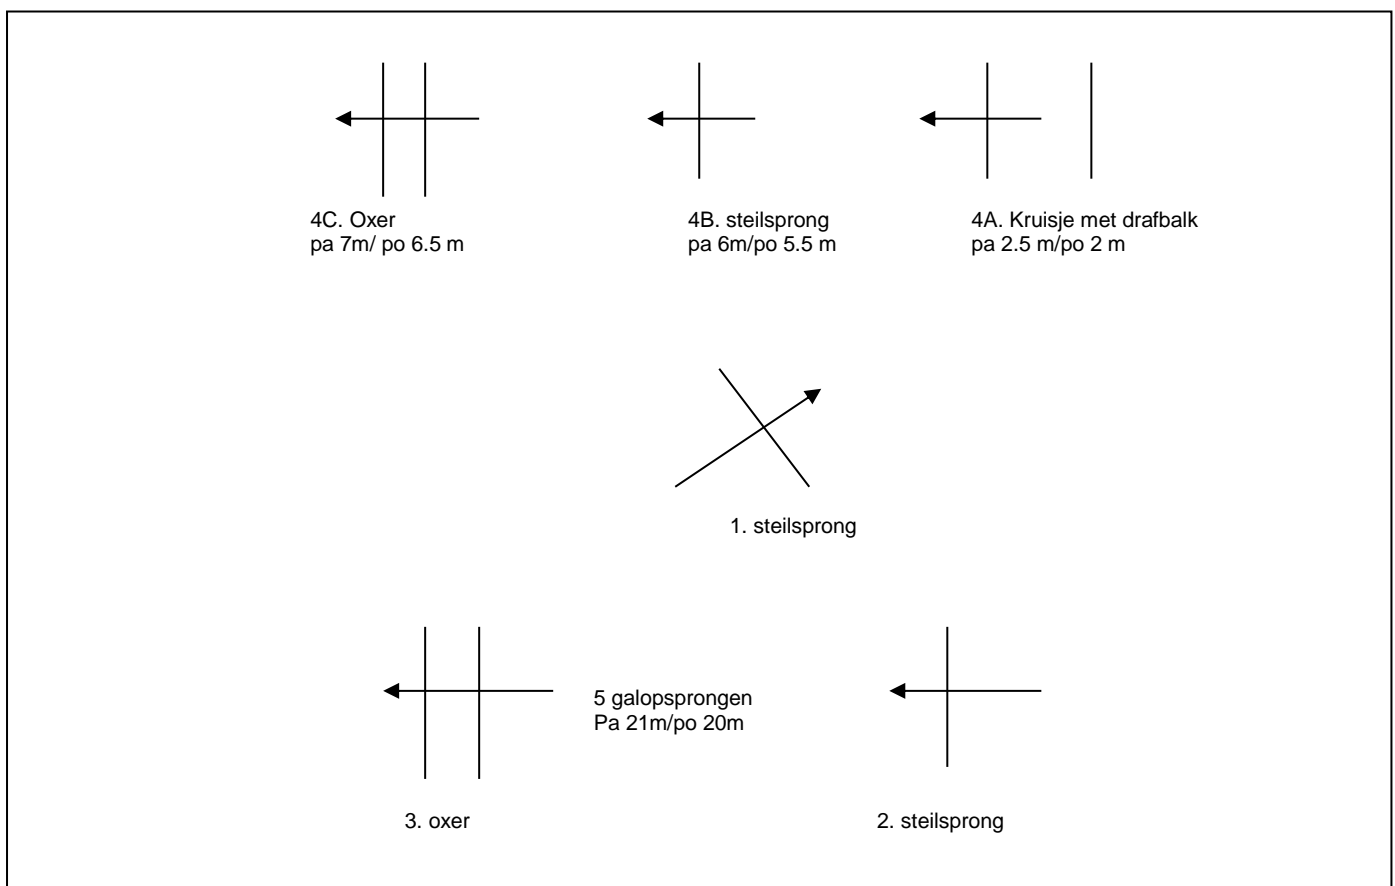 4C. Oxer
pa 7m/ po 6.5 m
4B. steilsprong
pa 6m/po 5.5 m
4A. Kruisje met drafbalk
pa 2.5 m/po 2 m
1. steilsprong
5 galopsprongen
Pa 21m/po 20m
3. oxer
2. steilsprong